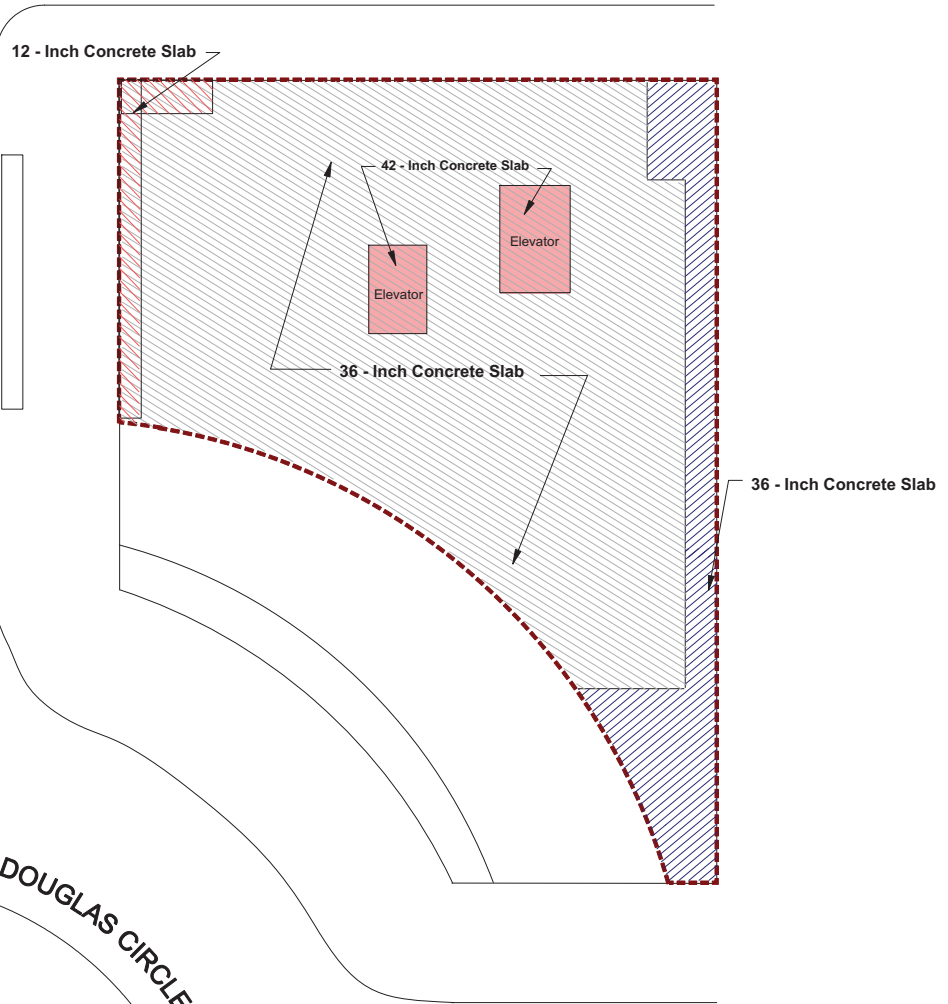 12 - Inch Concrete Slab
42 - Inch Concrete Slab
Elevator
Elevator
36 - Inch Concrete Slab
36 - Inch Concrete Slab
DOUGLAS CIRCLE